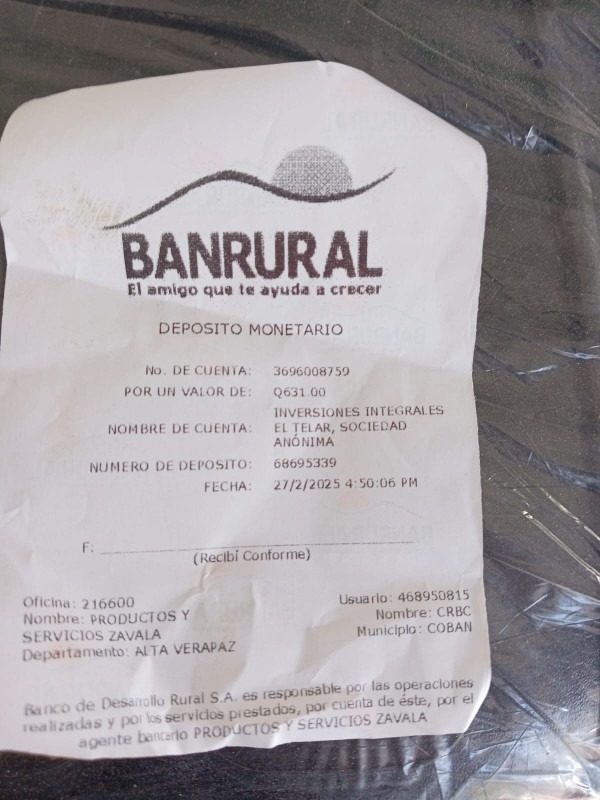 BANRURAL
El amigo que te ayuda a crecer
DEPOSITO MONETARIO
No. DE CUENTA: 3696008759
POR UN VALOR DE: Q631.00
NOMBRE DE CUENTA: INVERSIONES INTEGRALES
EL TELAR, SOCIEDAD
ANÓNIMA
NUMERO DE DEPOSITO: 68695339
FECHA: 27/2/2025 4:50:06 PM
F:
(Recibí Conforme)
Oficina: 216600
Nombre: PRODUCTOS Y
SERVICIOS ZAVALA
Departamento: ALTA VERAPAZ
Usuario: 468950815
Nombre: CRBC
Municipio: COBAN
Banco de Desarrollo Rural S.A. es responsable por las operaciones
realizadas y por los servicios prestados, por cuenta de éste, por el
agente bancario PRODUCTOS Y SERVICIOS ZAVALA